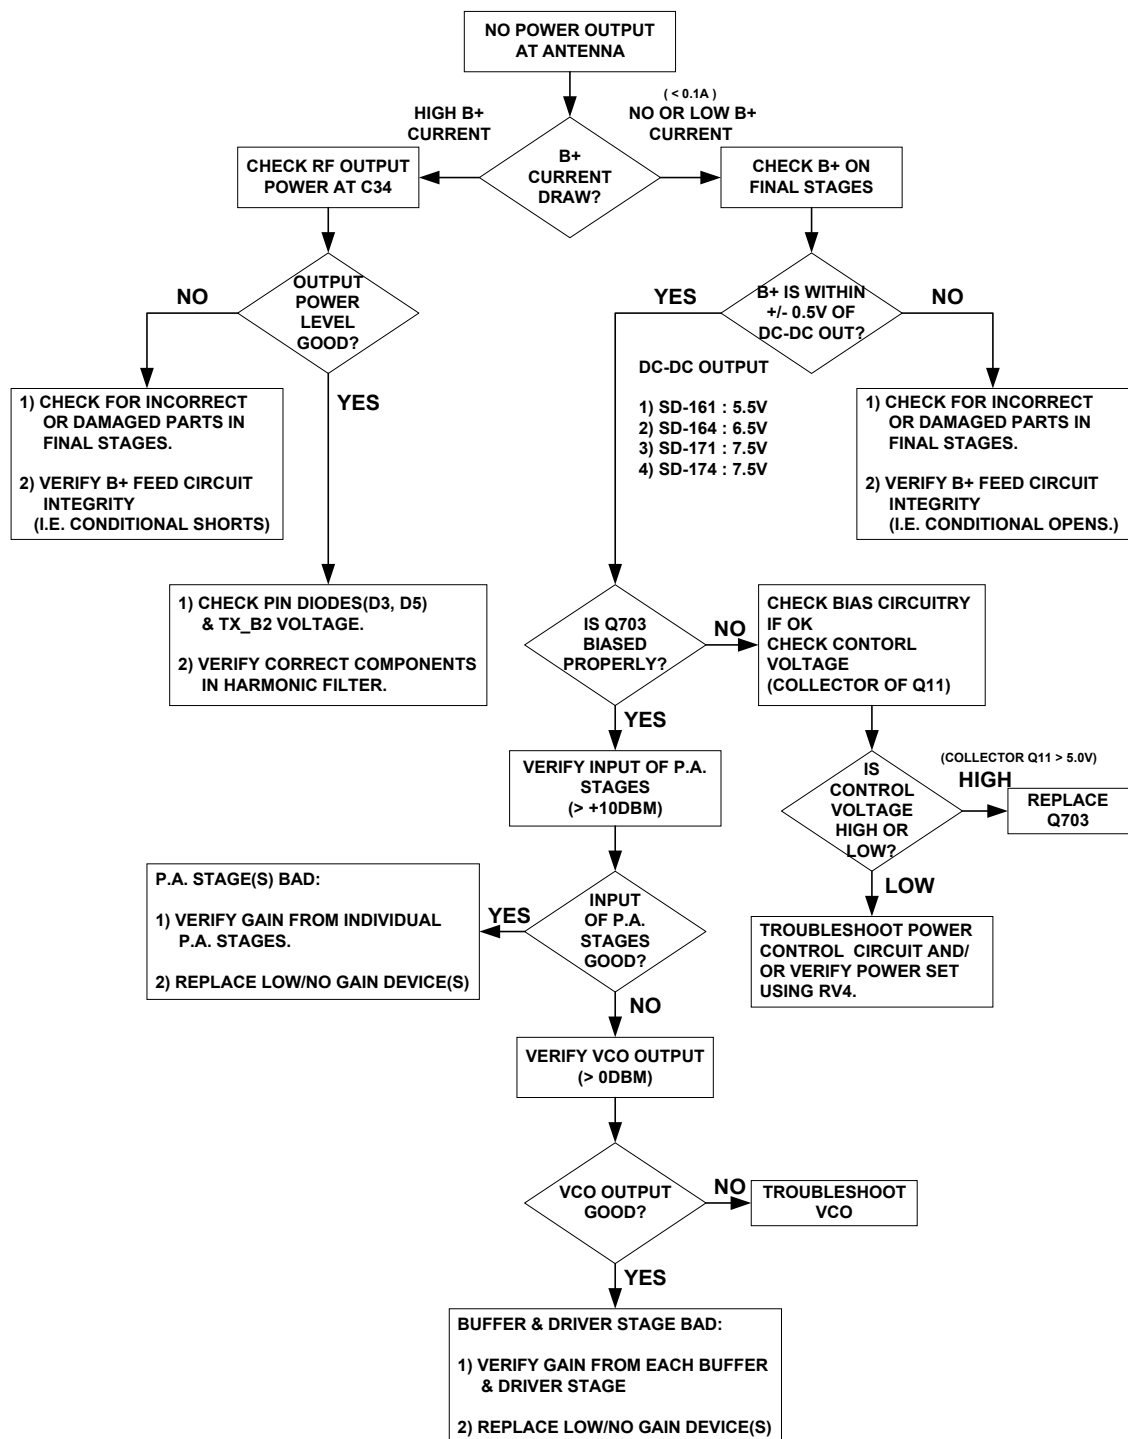 NO POWER OUTPUT
AT ANTENNA
( < 0.1A )
HIGH B+
CURRENT
NO OR LOW B+
CURRENT
B+
CURRENT
DRAW?
CHECK RF OUTPUT
POWER AT C34
CHECK B+ ON
FINAL STAGES
OUTPUT
POWER
LEVEL
GOOD?
NO
YES
B+ IS WITHIN
+/- 0.5V OF
DC-DC OUT?
YES
NO
DC-DC OUTPUT
1) SD-161 : 5.5V
2) SD-164 : 6.5V
3) SD-171 : 7.5V
4) SD-174 : 7.5V
1) CHECK FOR INCORRECT
OR DAMAGED PARTS IN
FINAL STAGES.
2) VERIFY B+ FEED CIRCUIT
INTEGRITY
(I.E. CONDITIONAL SHORTS)
1) CHECK FOR INCORRECT
OR DAMAGED PARTS IN
FINAL STAGES.
2) VERIFY B+ FEED CIRCUIT
INTEGRITY
(I.E. CONDITIONAL OPENS.)
1) CHECK PIN DIODES(D3, D5)
& TX_B2 VOLTAGE.
2) VERIFY CORRECT COMPONENTS
IN HARMONIC FILTER.
IS Q703
BIASED
PROPERLY?
NO
YES
CHECK BIAS CIRCUITRY
IF OK
CHECK CONTORL
VOLTAGE
(COLLECTOR OF Q11)
VERIFY INPUT OF P.A.
STAGES
(> +10DBM)
IS
CONTROL
VOLTAGE
HIGH OR
LOW?
(COLLECTOR Q11 > 5.0V)
HIGH
REPLACE
Q703
LOW
P.A. STAGE(S) BAD:
1) VERIFY GAIN FROM INDIVIDUAL
P.A. STAGES.
2) REPLACE LOW/NO GAIN DEVICE(S)
YES
INPUT
OF P.A.
STAGES
GOOD?
NO
TROUBLESHOOT POWER
CONTROL CIRCUIT AND/
OR VERIFY POWER SET
USING RV4.
VERIFY VCO OUTPUT
(> 0DBM)
VCO OUTPUT
GOOD?
NO
TROUBLESHOOT
VCO
YES
BUFFER & DRIVER STAGE BAD:
1) VERIFY GAIN FROM EACH BUFFER
& DRIVER STAGE
2) REPLACE LOW/NO GAIN DEVICE(S)